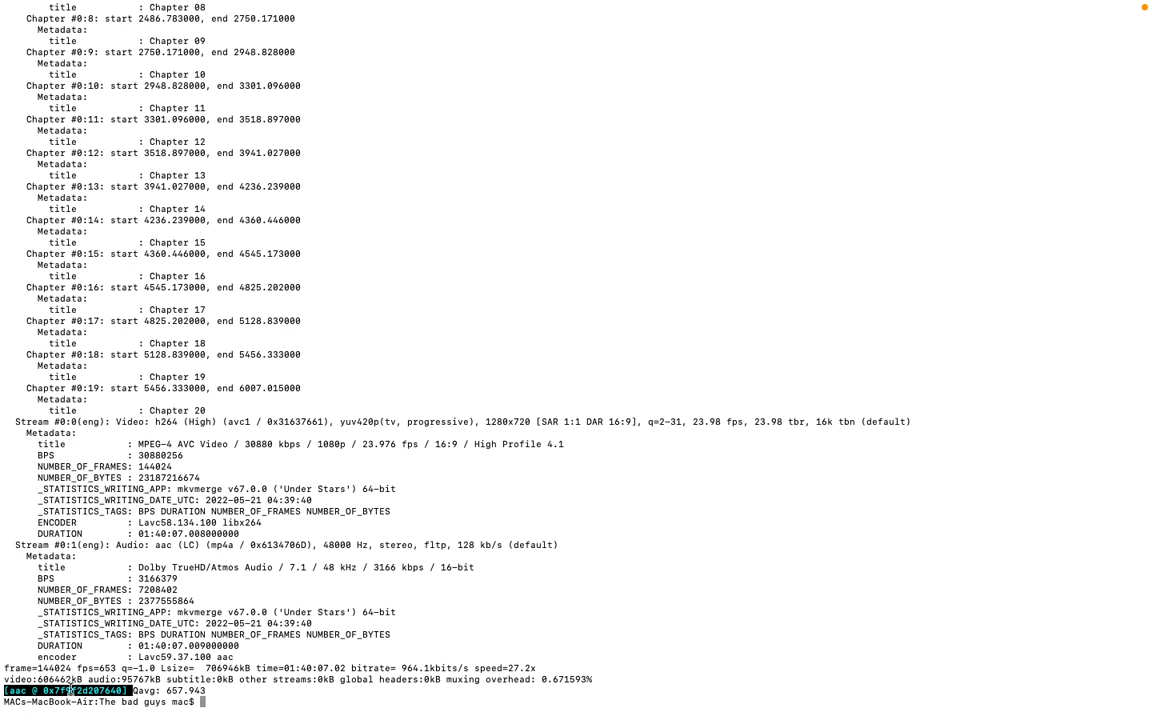 title : Chapter 08
Chapter #0:8: start 2486.783000, end 2750.171000
Metadata:
title : Chapter 09
Chapter #0:9: start 2750.171000, end 2948.828000
Metadata:
title : Chapter 10
Chapter #0:10: start 2948.828000, end 3301.096000
Metadata:
title : Chapter 11
Chapter #0:11: start 3301.096000, end 3518.897000
Metadata:
title : Chapter 12
Chapter #0:12: start 3518.897000, end 3941.027000
Metadata:
title : Chapter 13
Chapter #0:13: start 3941.027000, end 4236.239000
Metadata:
title : Chapter 14
Chapter #0:14: start 4236.239000, end 4360.446000
Metadata:
title : Chapter 15
Chapter #0:15: start 4360.446000, end 4545.173000
Metadata:
title : Chapter 16
Chapter #0:16: start 4545.173000, end 4825.202000
Metadata:
title : Chapter 17
Chapter #0:17: start 4825.202000, end 5128.839000
Metadata:
title : Chapter 18
Chapter #0:18: start 5128.839000, end 5456.333000
Metadata:
title : Chapter 19
Chapter #0:19: start 5456.333000, end 6007.015000
Metadata:
title : Chapter 20
Stream #0:0(eng): Video: h264 (High) (avc1 / 0x31637661), yuv420p(tv, progressive), 1280x720 [SAR 1:1 DAR 16:9], q=2-31, 23.98 fps, 23.98 tbr, 16k tbn (default)
Metadata:
title : MPEG-4 AVC Video / 30880 kbps / 1080p / 23.976 fps / 16:9 / High Profile 4.1
BPS : 30880256
NUMBER_OF_FRAMES: 144024
NUMBER_OF_BYTES : 23187216674
_STATISTICS_WRITING_APP: mkvmerge v67.0.0 ('Under Stars') 64-bit
_STATISTICS_WRITING_DATE_UTC: 2022-05-21 04:39:40
_STATISTICS_TAGS: BPS DURATION NUMBER_OF_FRAMES NUMBER_OF_BYTES
ENCODER : Lavc58.134.100 libx264
DURATION : 01:40:07.008000000
Stream #0:1(eng): Audio: aac (LC) (mp4a / 0x6134706D), 48000 Hz, stereo, fltp, 128 kb/s (default)
Metadata:
title : Dolby TrueHD/Atmos Audio / 7.1 / 48 kHz / 3166 kbps / 16-bit
BPS : 3166379
NUMBER_OF_FRAMES: 7208402
NUMBER_OF_BYTES : 2377555864
_STATISTICS_WRITING_APP: mkvmerge v67.0.0 ('Under Stars') 64-bit
_STATISTICS_WRITING_DATE_UTC: 2022-05-21 04:39:40
_STATISTICS_TAGS: BPS DURATION NUMBER_OF_FRAMES NUMBER_OF_BYTES
DURATION : 01:40:07.009000000
encoder : Lavc59.37.100 aac
frame=144024 fps=653 q=-1.0 Lsize= 706946kB time=01:40:07.02 bitrate= 964.1kbits/s speed=27.2x
video:606462kB audio:95767kB subtitle:0kB other streams:0kB global headers:0kB muxing overhead: 0.671593%
[aac @ 0x7f9f2d207640] Qavg: 657.943
MACs-MacBook-Air:The bad guys mac$